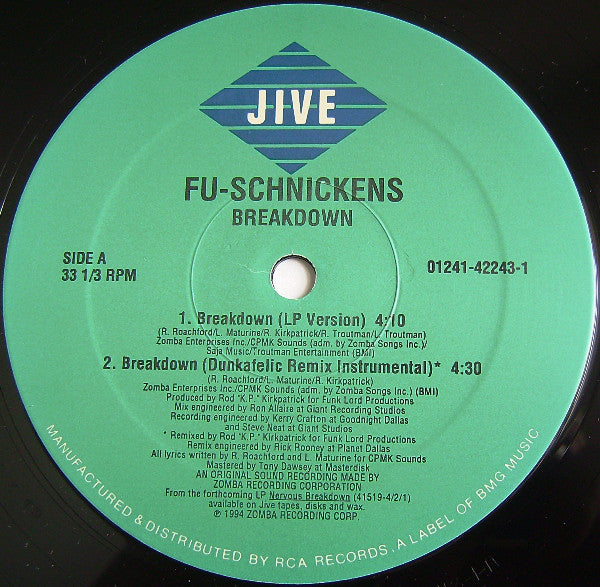 JIVE
FU-SCHNICKENS
BREAKDOWN
SIDE A
33 1/3 RPM
01241-42243-1
1. Breakdown (LP Version) 4:10
(R. Roachford/L. Maturine/R. Kirkpatrick/R. Troutman/L. Troutman)
Zomba Enterprises Inc./CPMK Sounds (adm. by Zomba Songs Inc.)/
Saja Music/Troutman Entertainment (BMI)
2. Breakdown (Dunkafelic Remix Instrumental)* 4:30
(R. Roachford/L. Maturine/R. Kirkpatrick)
Zomba Enterprises Inc./CPMK Sounds (adm. by Zomba Songs Inc.) (BMI)
Produced by Rod "K.P." Kirkpatrick for Funk Lord Productions
Mix engineered by Ron Allaire at Giant Recording Studios
Recording engineered by Kerry Crafton at Goodnight Dallas
and Steve Neat at Giant Studios
* Remixed by Rod "K.P." Kirkpatrick for Funk Lord Productions
Remix engineered by Rick Rooney at Planet Dallas
All lyrics written by R. Roachford and L. Maturine for CPMK Sounds
Mastered by Tony Dawsey at Masterdisk
AN ORIGINAL SOUND RECORDING MADE BY
ZOMBA RECORDING CORPORATION
From the forthcoming LP Nervous Breakdown (41519-4/2/1)
available on Jive tapes, disks and wax.
℗ 1994 ZOMBA RECORDING CORP.
MANUFACTURED & DISTRIBUTED BY RCA RECORDS, A LABEL OF BMG MUSIC